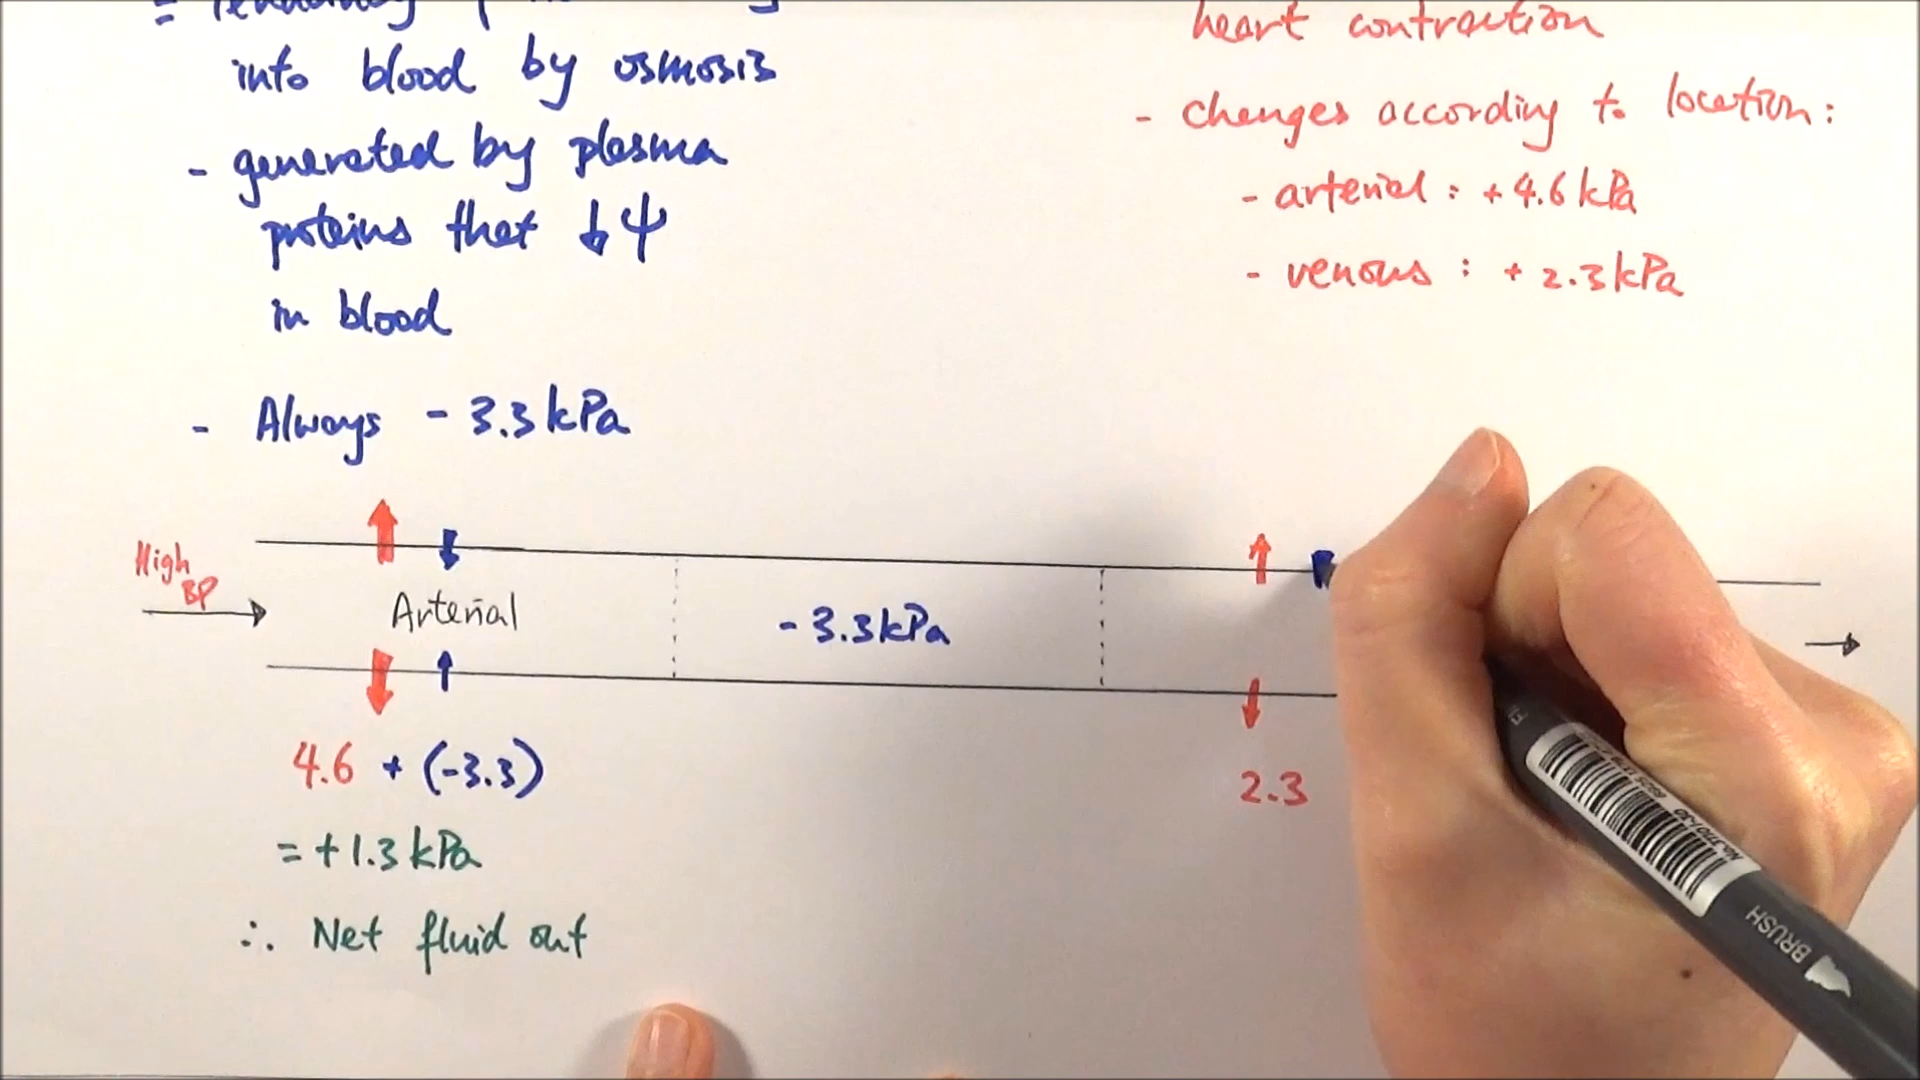 into blood by osmosis
- generated by plasma
proteins that ↓ψ
in blood
- Always - 3.3 kPa
heart contraction
- changes according to location:
- arterial : + 4.6 kPa
- venous : + 2.3 kPa
High
BP
Arterial
- 3.3 kPa
4.6 + (-3.3)
= + 1.3 kPa
∴ Net fluid out
2.3
BRUSH